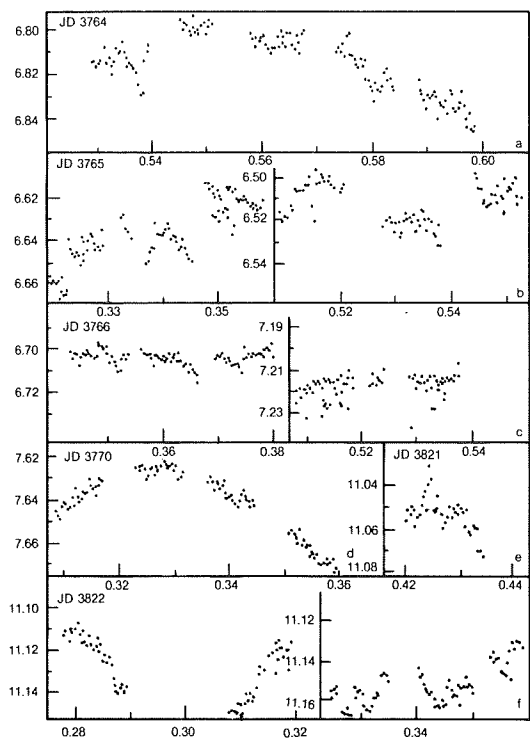 JD 3764
6.80
6.82
6.84
a
0.54 0.56 0.58 0.60
JD 3765
6.62
6.64
6.66
6.50
6.52
6.54
b
0.33 0.35 0.52 0.54
JD 3766
6.70
6.72
7.19
7.21
7.23
c
0.36 0.38 0.52 0.54
JD 3770
7.62
7.64
7.66
d
0.32 0.34 0.36
JD 3821
11.04
11.06
11.08
e
0.42 0.44
JD 3822
11.10
11.12
11.14
11.12
11.14
11.16
f
0.28 0.30 0.32 0.34